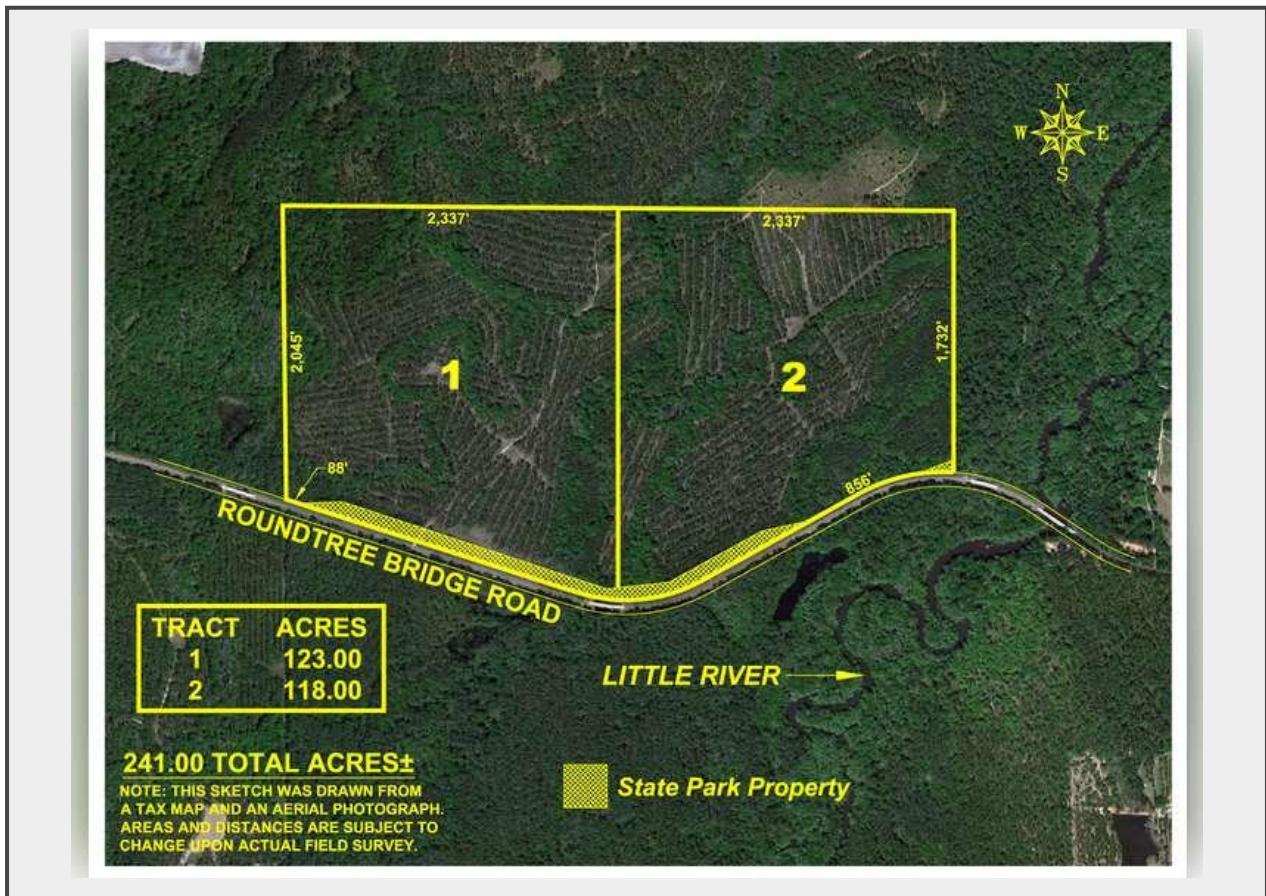 N
W E
S
2,337'
2,337'
2,045'
1,732'
1
2
88'
856'
ROUNDTREE BRIDGE ROAD
TRACT ACRES
1 123.00
2 118.00
LITTLE RIVER
241.00 TOTAL ACRES±
NOTE: THIS SKETCH WAS DRAWN FROM
A TAX MAP AND AN AERIAL PHOTOGRAPH.
AREAS AND DISTANCES ARE SUBJECT TO
CHANGE UPON ACTUAL FIELD SURVEY.
State Park Property